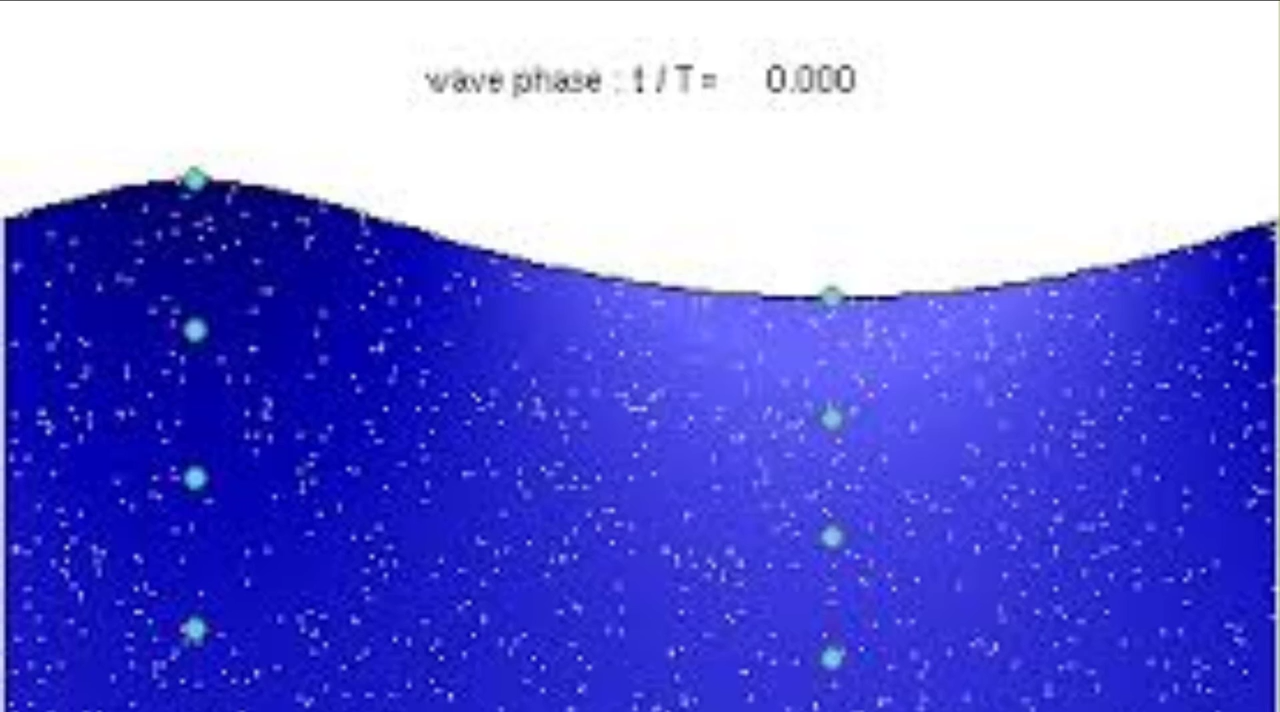 wave phase : t / T = 0.000